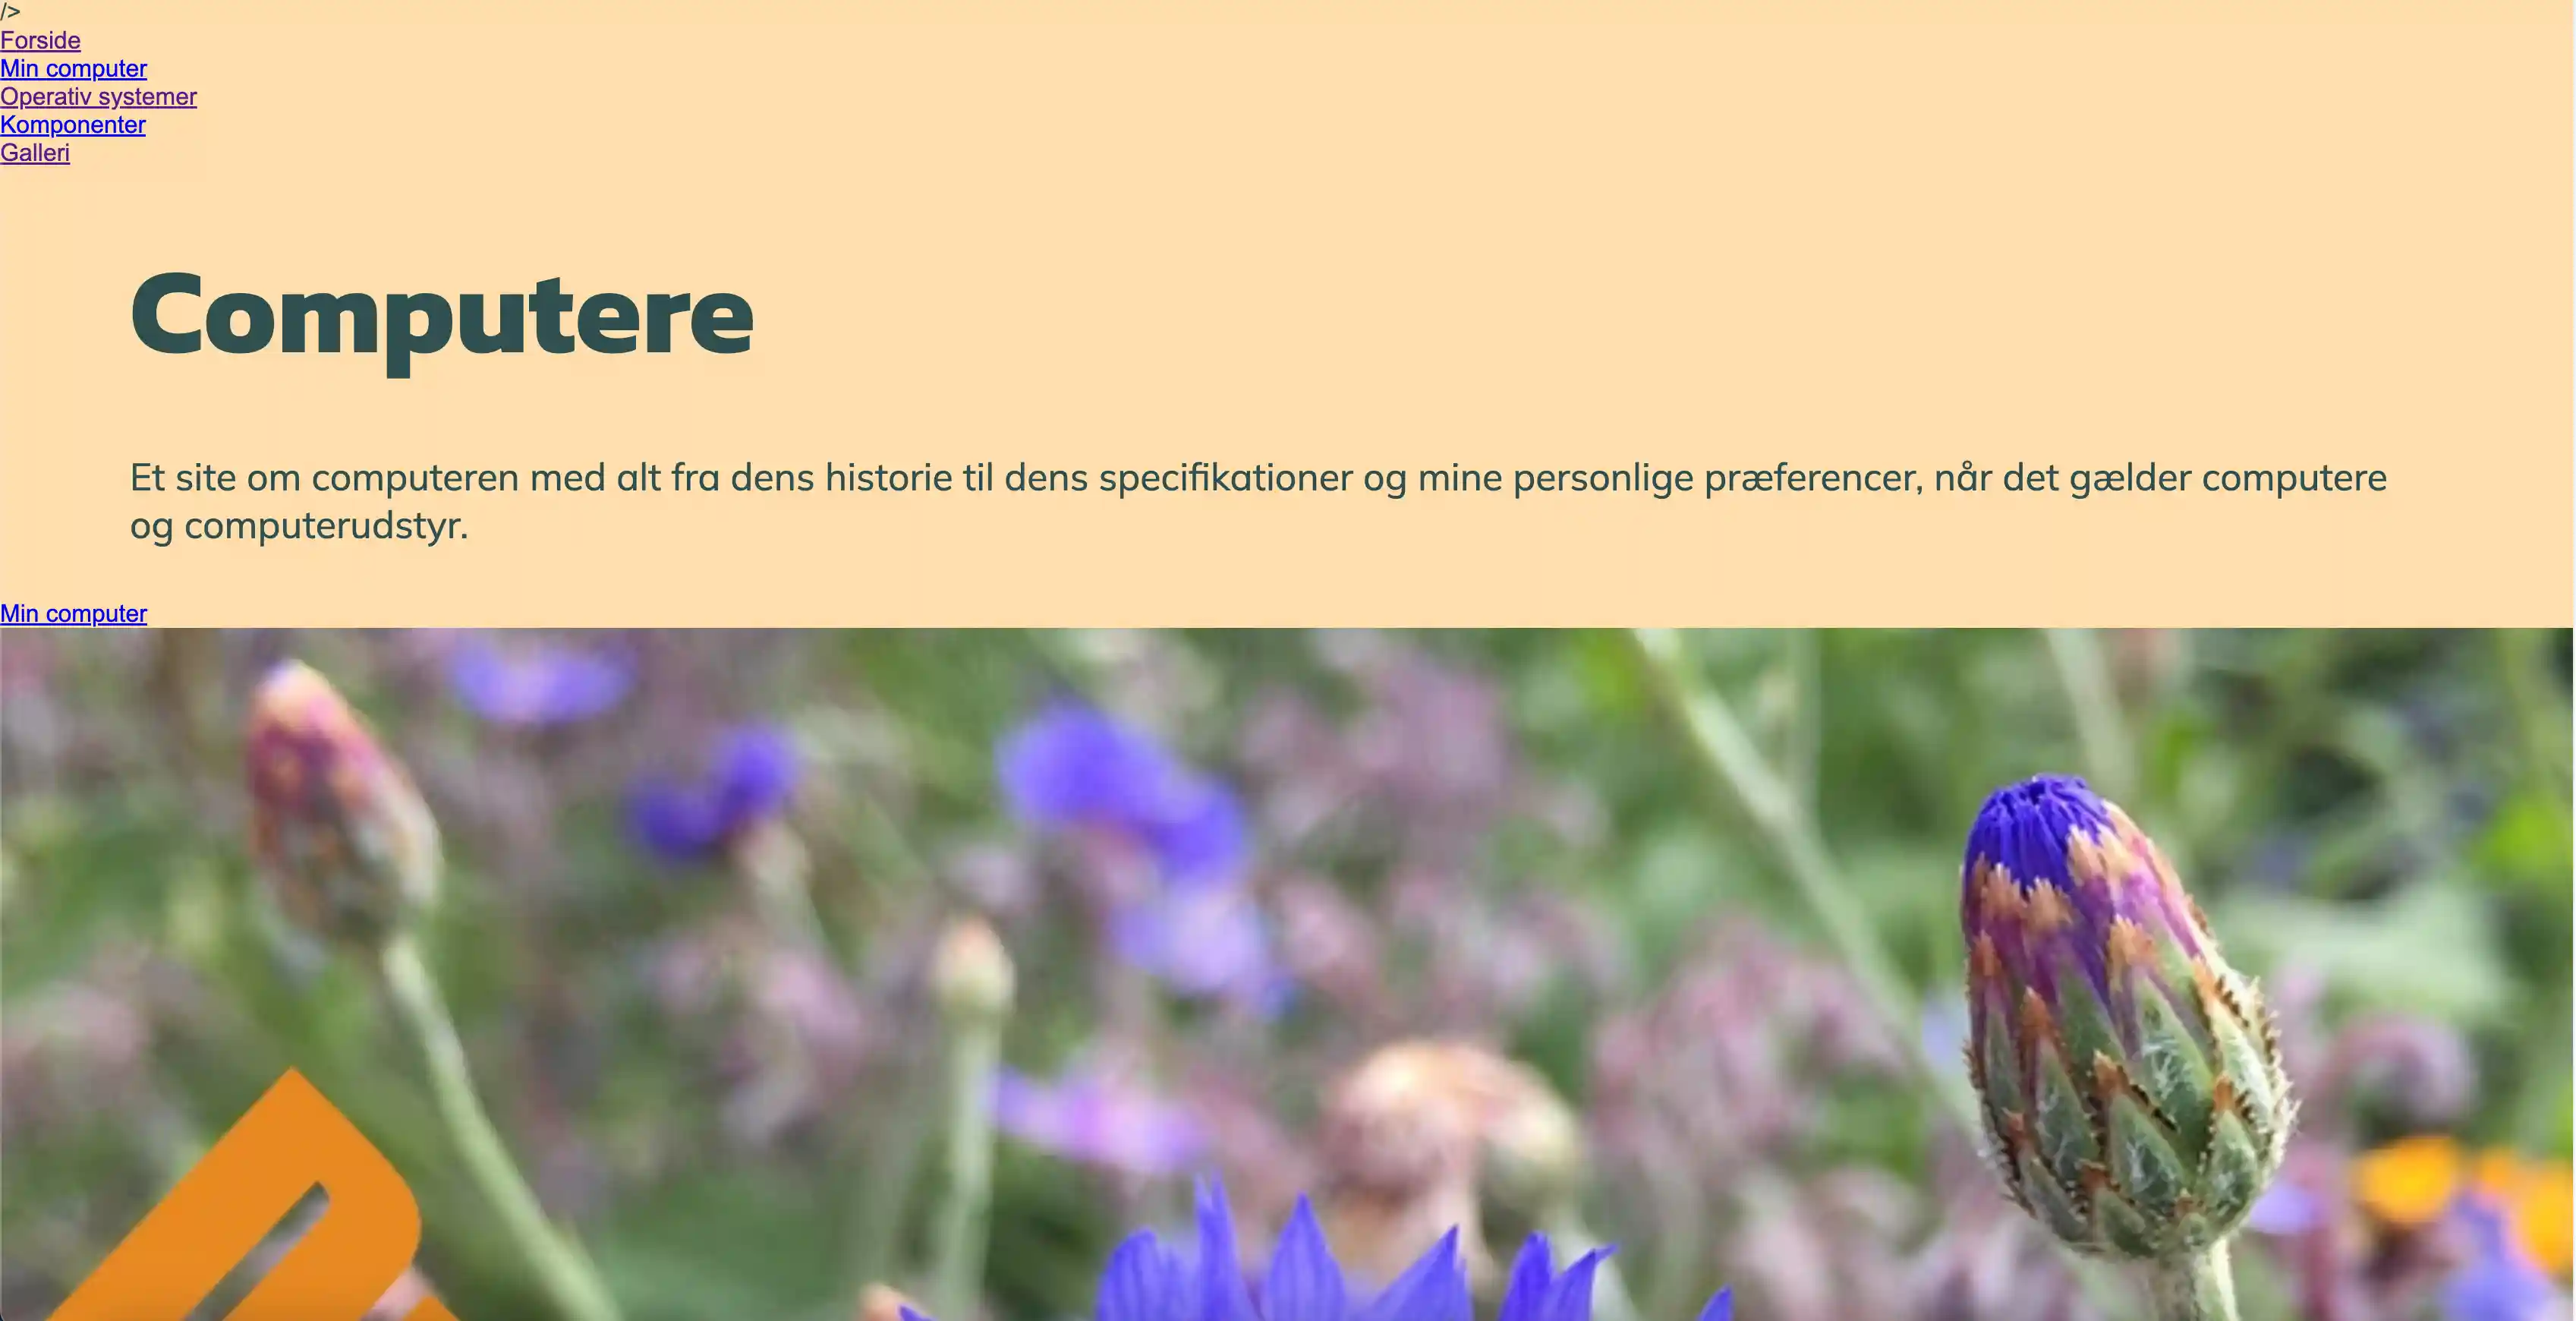 />
Forside
Min computer
Operativ systemer
Komponenter
Galleri
Computere
Et site om computeren med alt fra dens historie til dens specifikationer og mine personlige præferencer, når det gælder computere
og computerudstyr.
Min computer